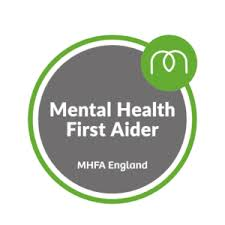 Mental Health
First Aider
MHFA England